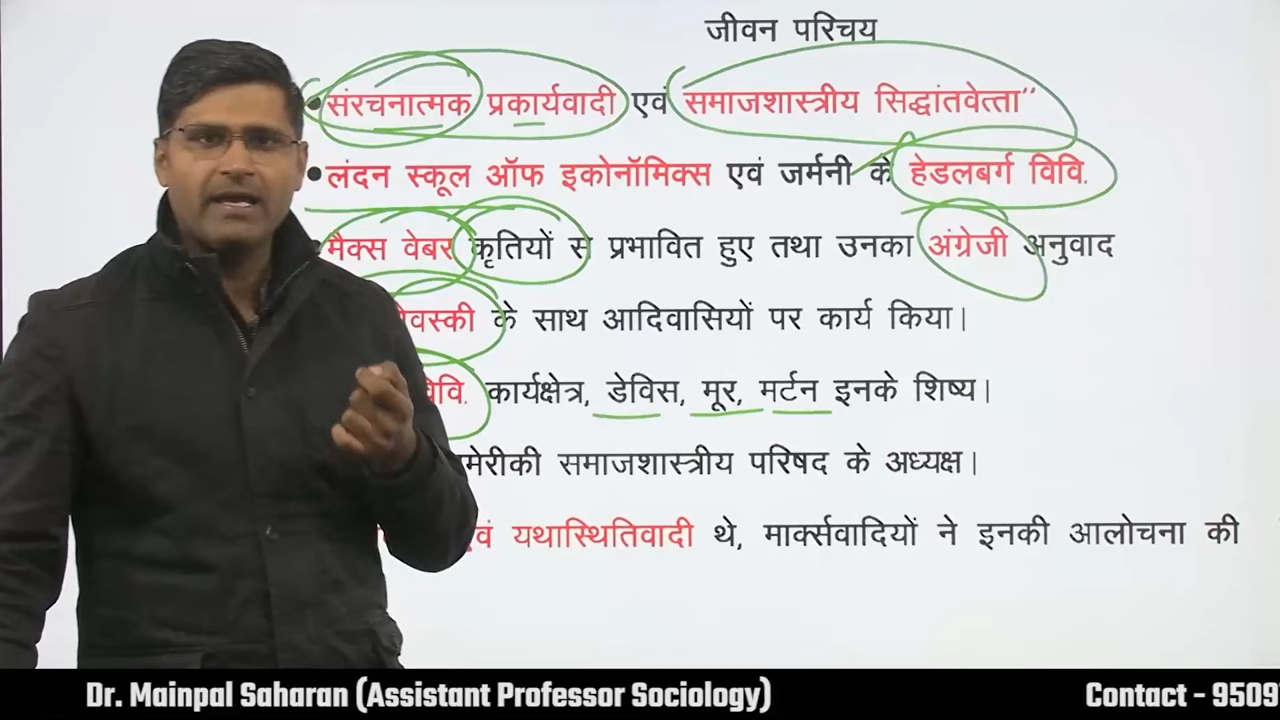 जीवन परिचय
• संरचनात्मक प्रकार्यवादी एवं समाजशास्त्रीय सिद्धांतवेत्ता”
• लंदन स्कूल ऑफ इकोनॉमिक्स एवं जर्मनी के हेडलबर्ग विवि.
• मैक्स वेबर कृतियों से प्रभावित हुए तथा उनका अंग्रेजी अनुवाद
के साथ आदिवासियों पर कार्य किया।
विवि. कार्यक्षेत्र, डेविस, मूर, मर्टन इनके शिष्य।
समाजशास्त्रीय परिषद के अध्यक्ष।
एवं यथास्थितिवादी थे, मार्क्सवादियों ने इनकी आलोचना की
Dr. Mainpal Saharan (Assistant Professor Sociology)
Contact - 9509